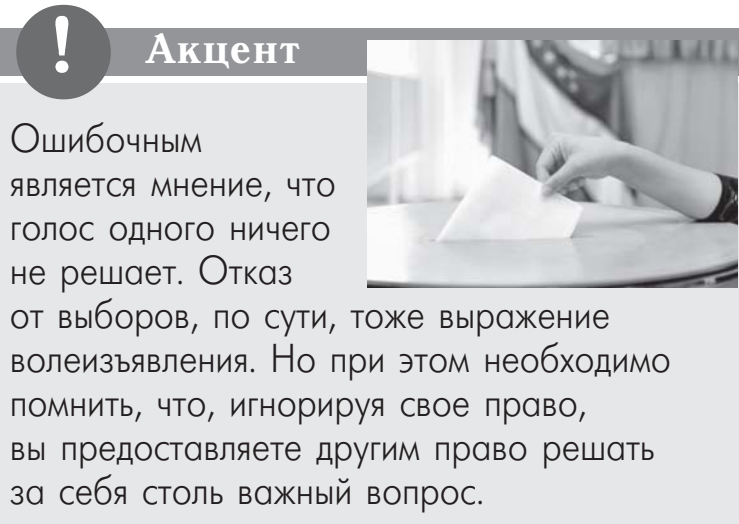 !
Акцент
Ошибочным
является мнение, что
голос одного ничего
не решает. Отказ
от выборов, по сути, тоже выражение
волеизъявления. Но при этом необходимо
помнить, что, игнорируя свое право,
вы предоставляете другим право решать
за себя столь важный вопрос.